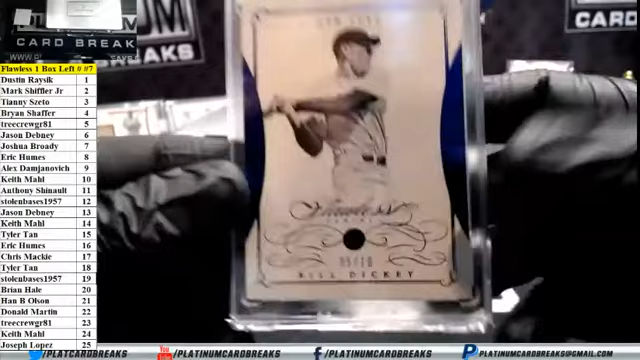 CARD BREAK
CARD BREAKS
Flawless 1 Box Left # #7
Dustin Raysik 1
Mark Shiffler Jr 2
Tianny Szeto 3
Bryan Shaffer 4
treecrewgr81 5
Jason Debney 6
Joshua Broady 7
Eric Humes 8
Alex Damjanovich 9
Keith Mahl 10
Anthony Shinault 11
stolenbases1957 12
Jason Debney 13
Keith Mahl 14
Tyler Tan 15
Eric Humes 16
Chris Mackie 17
Tyler Tan 18
stolenbases1957 19
Brian Hale 20
Han B Olson 21
Donald Martin 22
treecrewgr81 23
Keith Mahl 24
Joseph Lopez 25
Flawless
BILL DICKEY
/PLATCARDBREAKS
/PLATINUMCARDBREAKS
/PLATINUMCARDBREAKS
/PLATINUMCARDBREAKS@GMAIL.COM